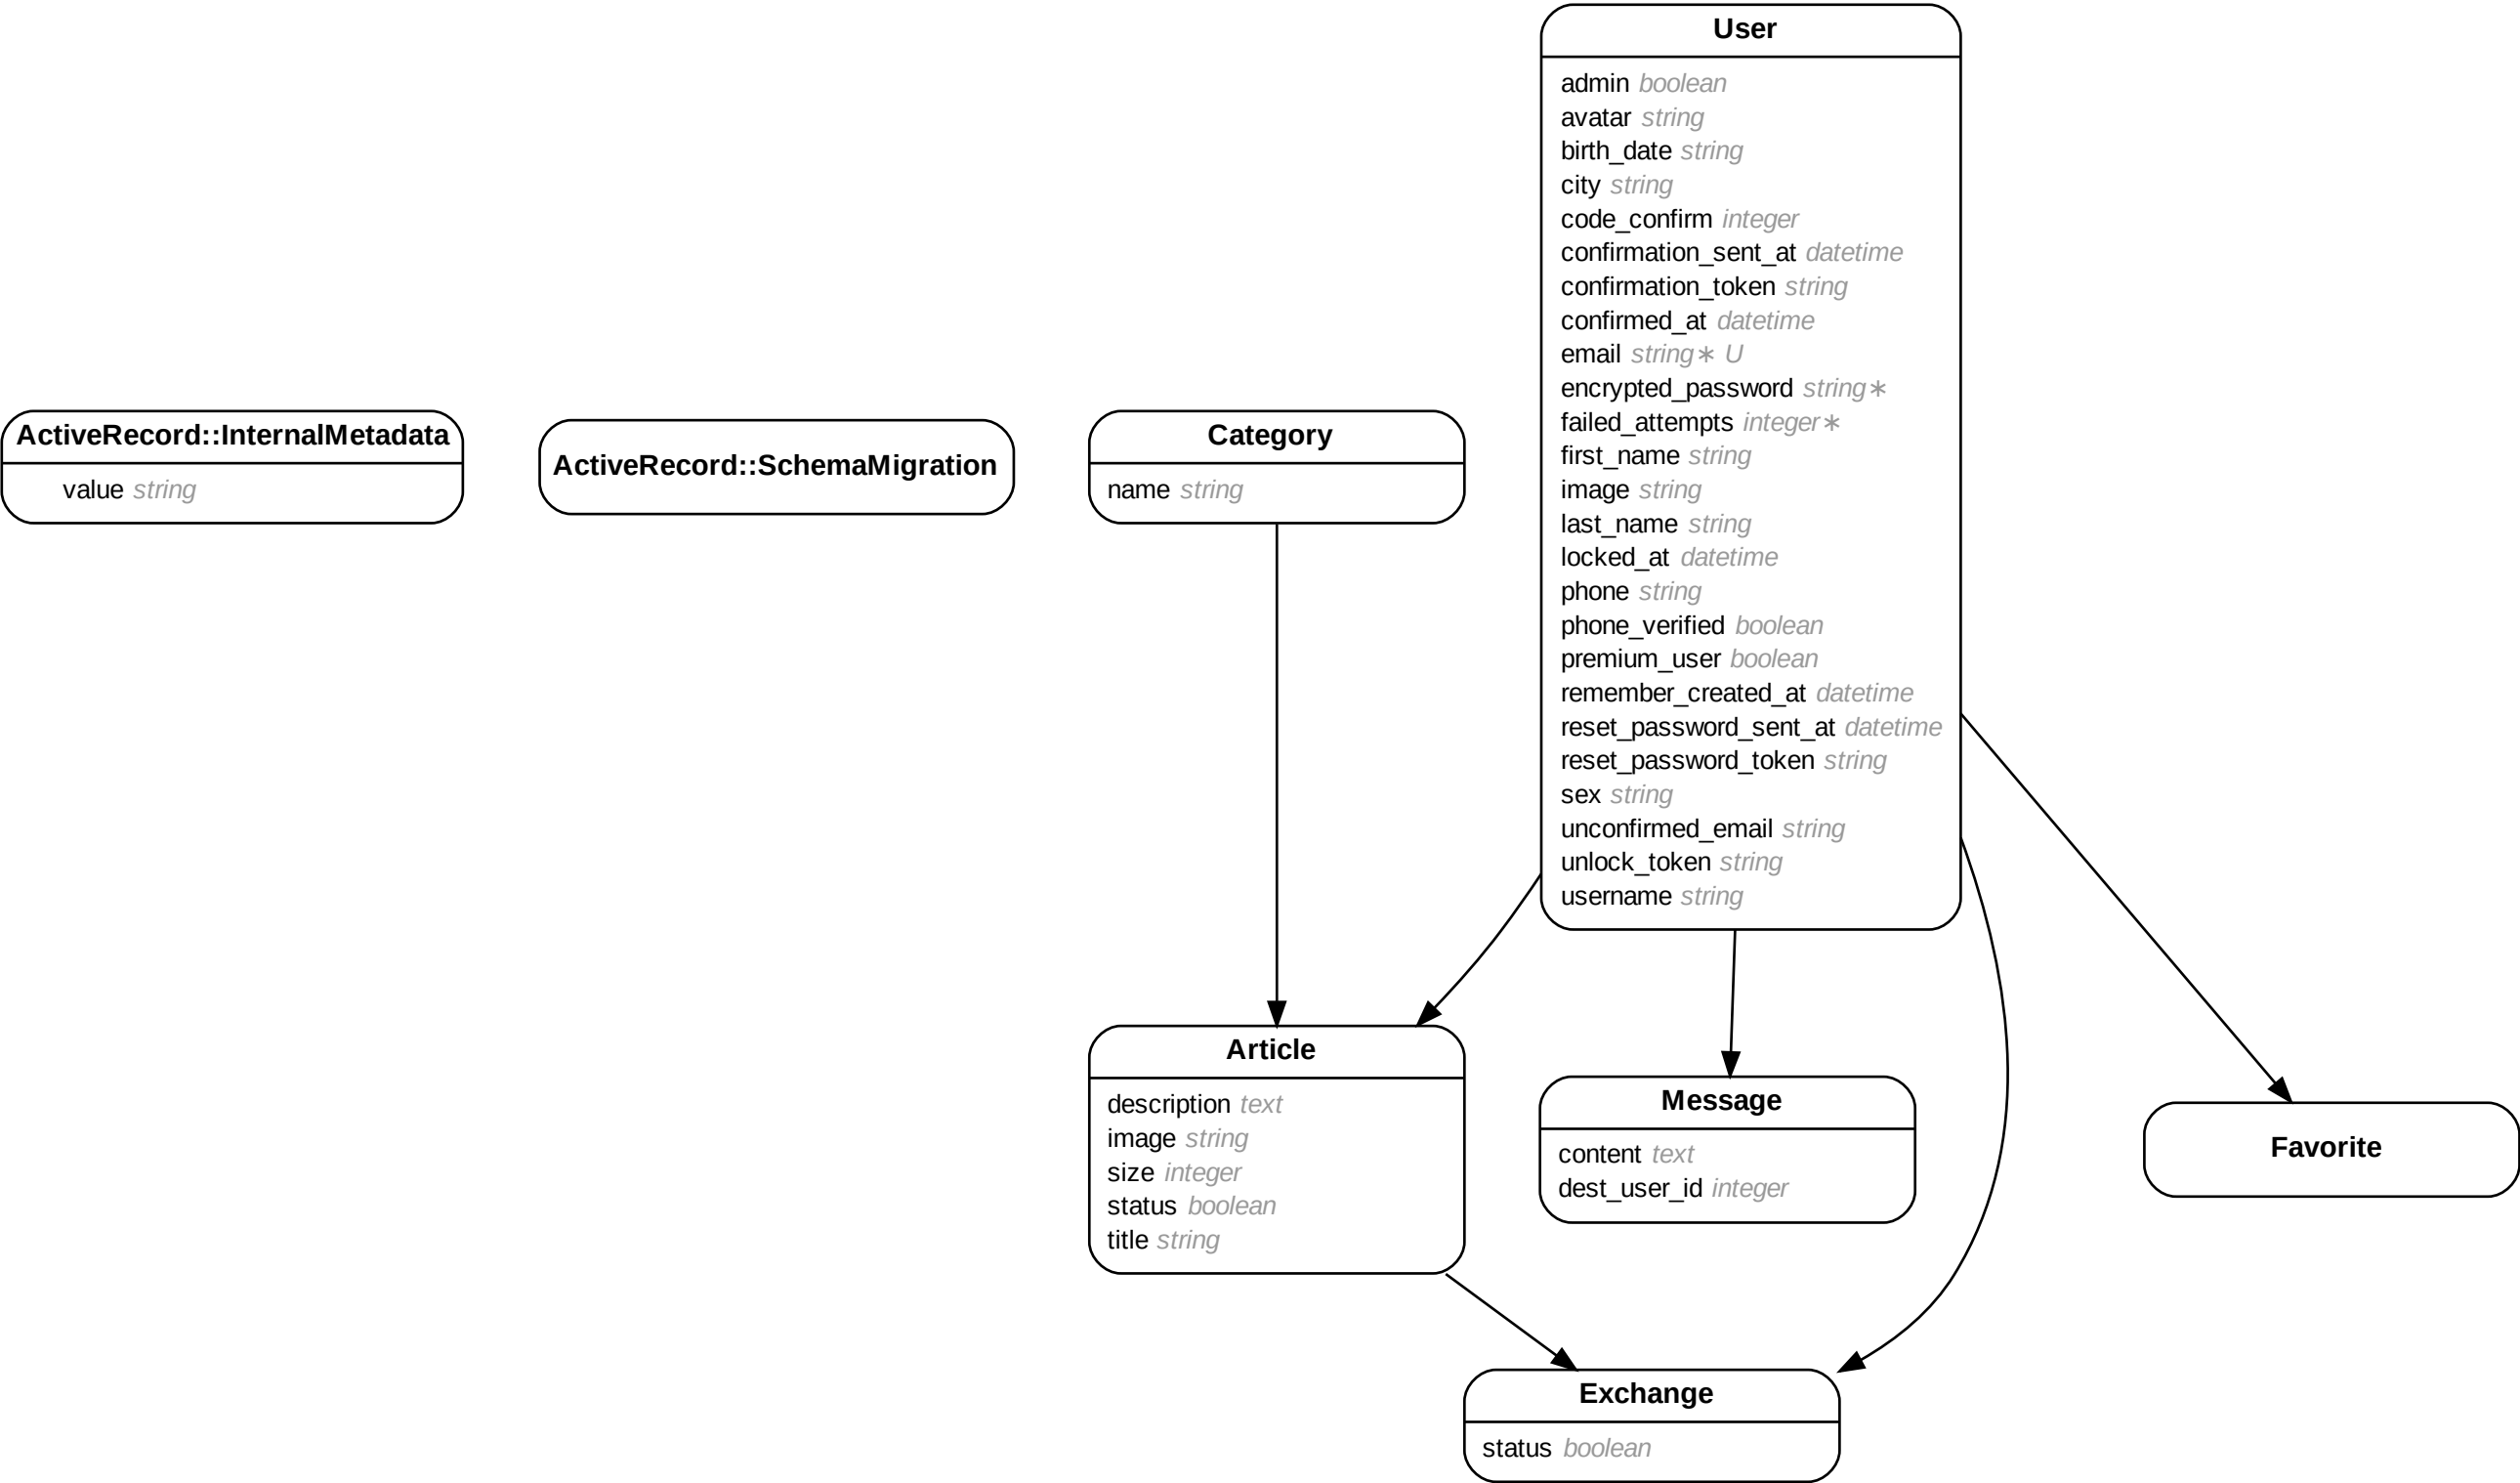 User
admin boolean
avatar string
birth_date string
city string
code_confirm integer
confirmation_sent_at datetime
confirmation_token string
confirmed_at datetime
email string∗ U
encrypted_password string∗
failed_attempts integer∗
first_name string
image string
last_name string
locked_at datetime
phone string
phone_verified boolean
premium_user boolean
remember_created_at datetime
reset_password_sent_at datetime
reset_password_token string
sex string
unconfirmed_email string
unlock_token string
username string
ActiveRecord::InternalMetadata
value string
ActiveRecord::SchemaMigration
Category
name string
Article
description text
image string
size integer
status boolean
title string
Message
content text
dest_user_id integer
Favorite
Exchange
status boolean